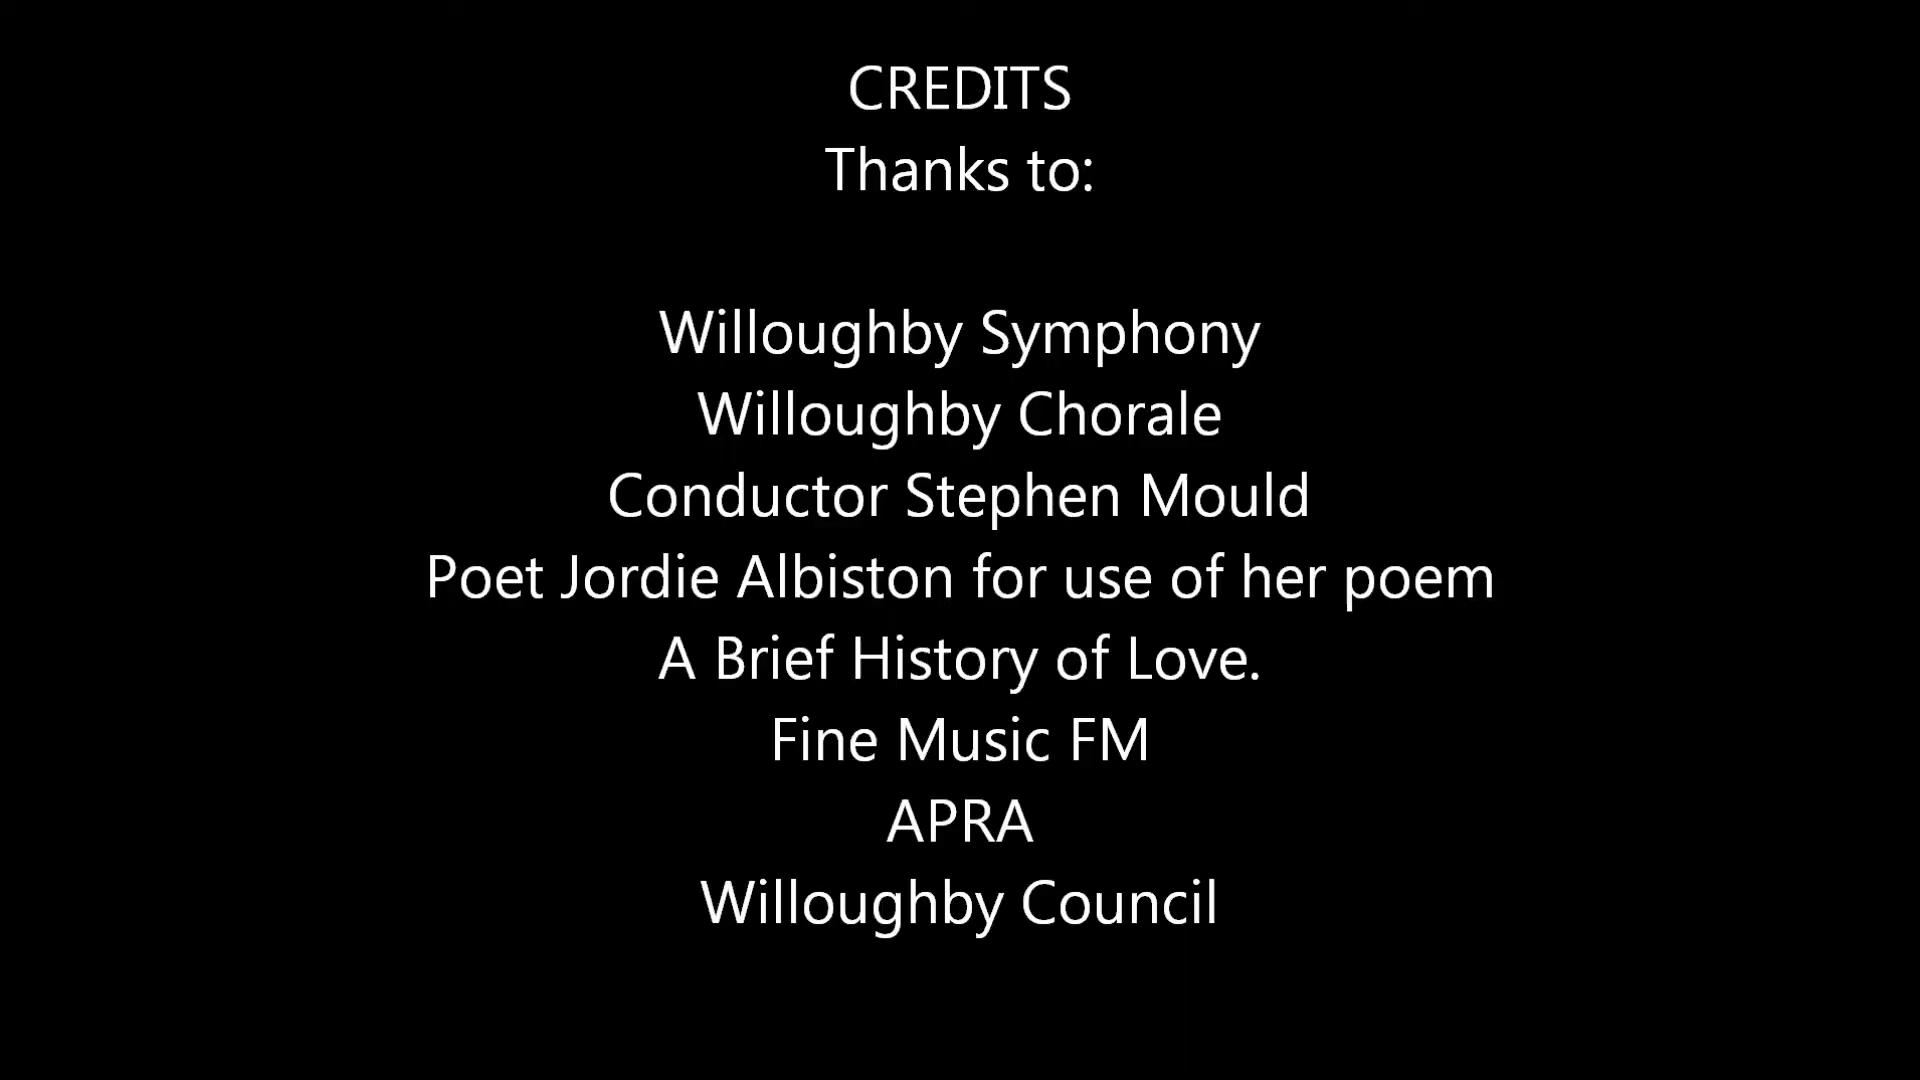 CREDITS
Thanks to:
Willoughby Symphony
Willoughby Chorale
Conductor Stephen Mould
Poet Jordie Albiston for use of her poem
A Brief History of Love.
Fine Music FM
APRA
Willoughby Council